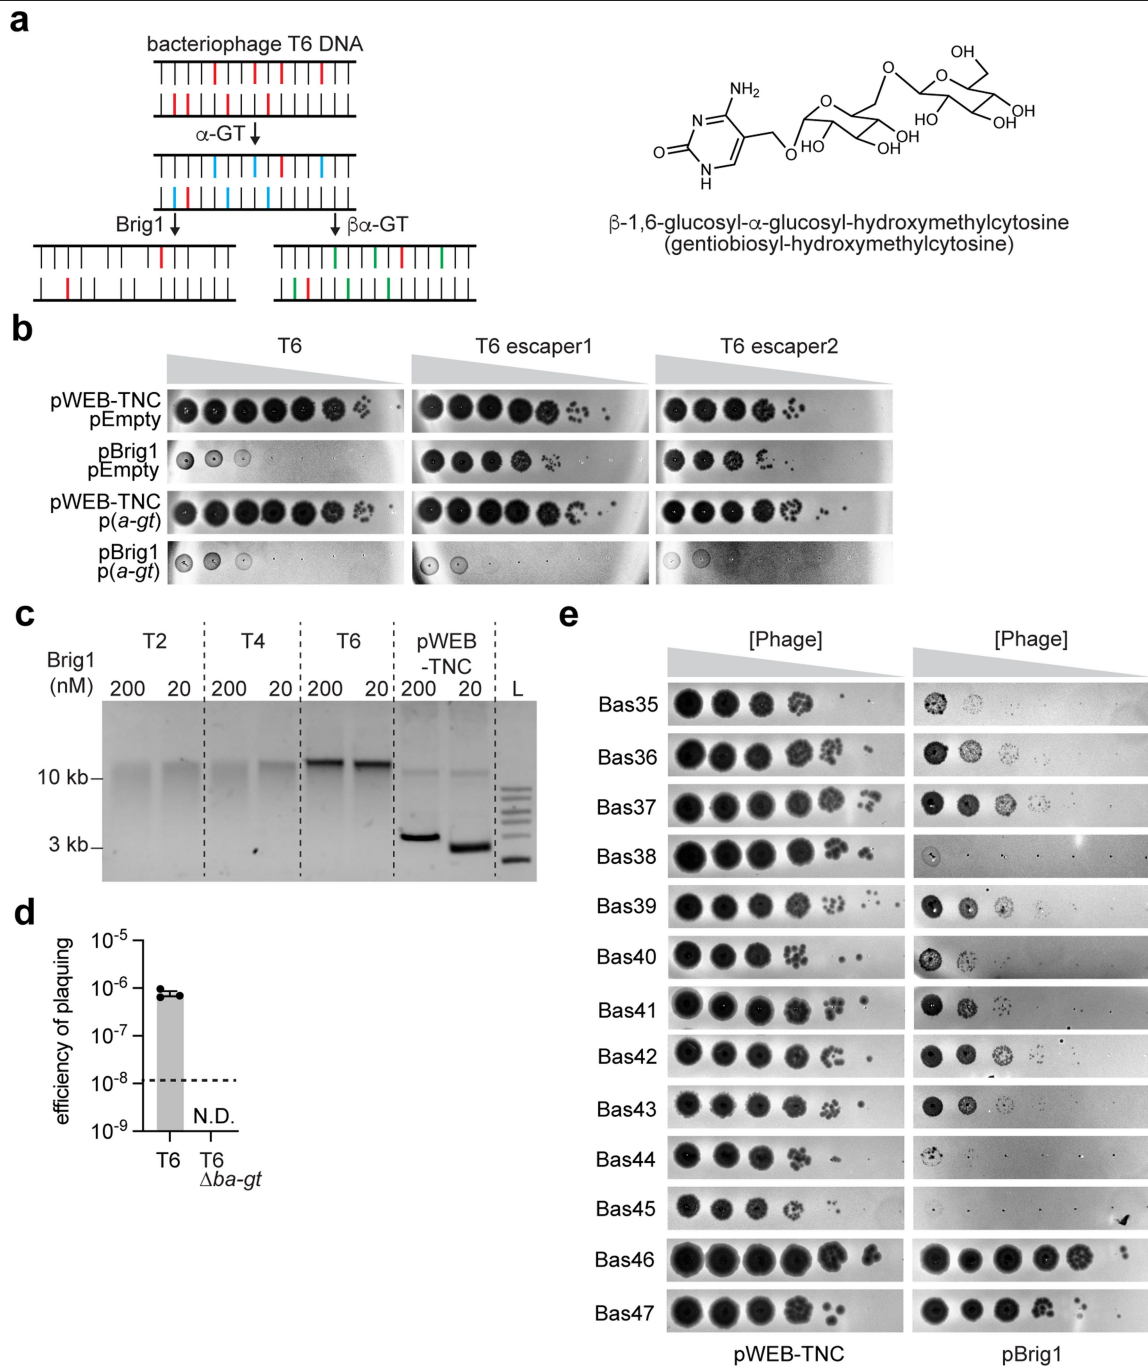 a
bacteriophage T6 DNA
α-GT
Brig1
βα-GT
NH₂
N
O
N
H
O
O
HO
OH
OH
O
O
OH
HO
OH
OH
β-1,6-glucosyl-α-glucosyl-hydroxymethylcytosine
(gentiobiosyl-hydroxymethylcytosine)
b
T6
T6 escaper1
T6 escaper2
pWEB-TNC
pEmpty
pBrig1
pEmpty
pWEB-TNC
p(a-gt)
pBrig1
p(a-gt)
c
T2
T4
T6
pWEB
-TNC
Brig1
(nM)
200 20 200 20 200 20 200 20 L
10 kb
3 kb
d
efficiency of plaquing
10⁻⁵
10⁻⁶
10⁻⁷
10⁻⁸
10⁻⁹
N.D.
T6
T6
Δba-gt
e
[Phage]
[Phage]
Bas35
Bas36
Bas37
Bas38
Bas39
Bas40
Bas41
Bas42
Bas43
Bas44
Bas45
Bas46
Bas47
pWEB-TNC
pBrig1